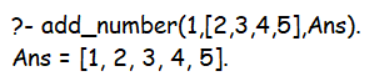 ?- add_number(1,[2,3,4,5],Ans).
Ans = [1, 2, 3, 4, 5].